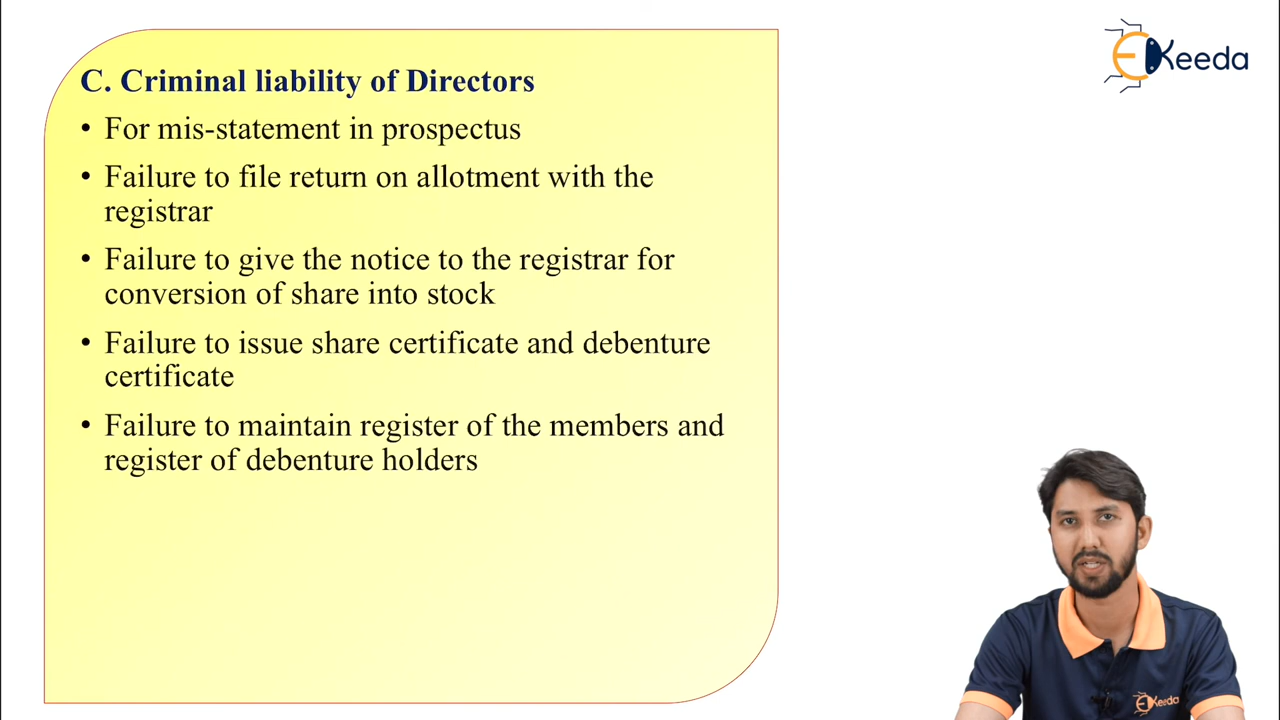 C. Criminal liability of Directors
• For mis-statement in prospectus
• Failure to file return on allotment with the
registrar
• Failure to give the notice to the registrar for
conversion of share into stock
• Failure to issue share certificate and debenture
certificate
• Failure to maintain register of the members and
register of debenture holders
EKeeda
EKeeda